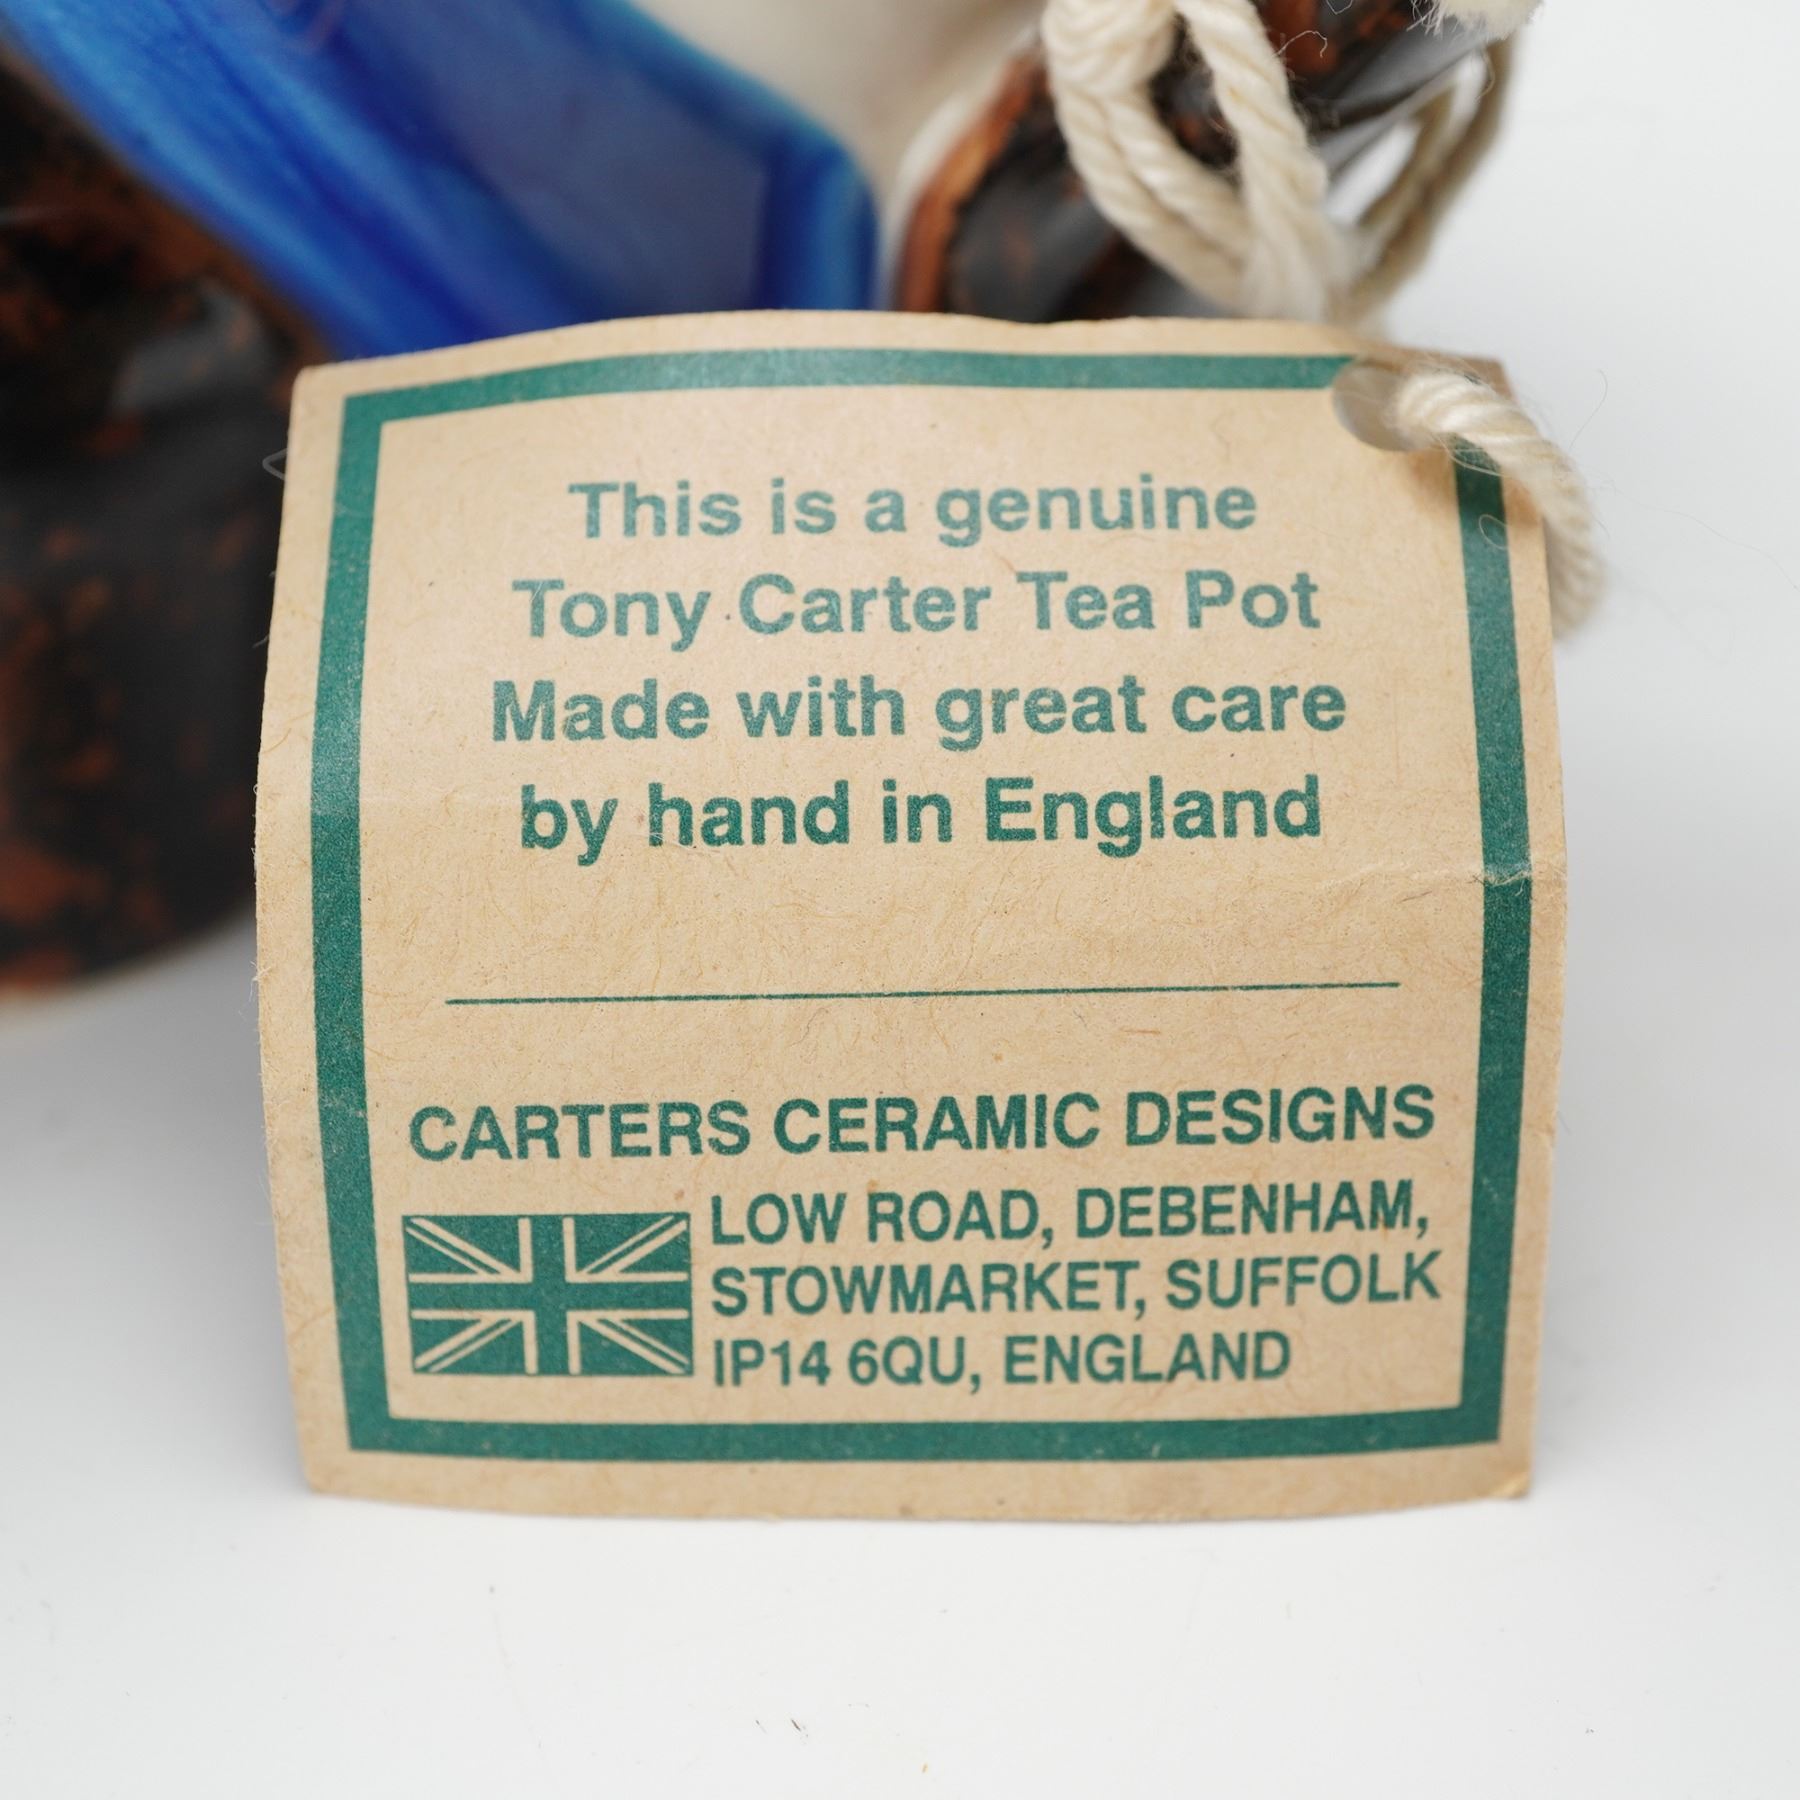 This is a genuine
Tony Carter Tea Pot
Made with great care
by hand in England
CARTERS CERAMIC DESIGNS
LOW ROAD, DEBENHAM,
STOWMARKET, SUFFOLK
IP14 6QU, ENGLAND